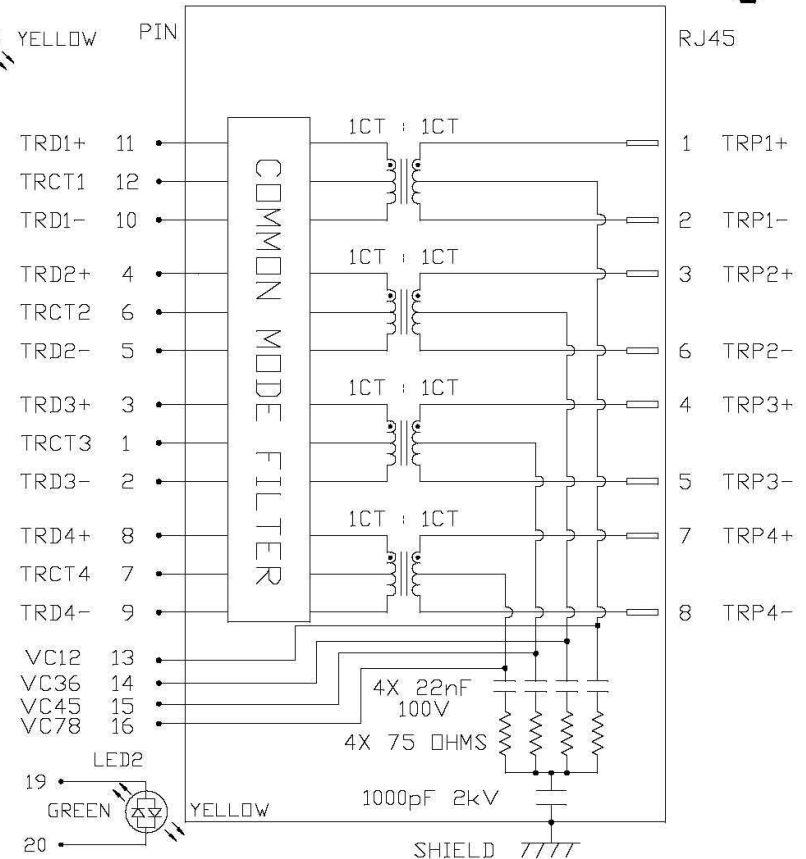 YELLOW PIN RJ45
1CT : 1CT
TRD1+ 11 1 TRP1+
TRCT1 12
TRD1- 10 2 TRP1-
1CT : 1CT
TRD2+ 4 3 TRP2+
TRCT2 6
TRD2- 5 6 TRP2-
1CT : 1CT
TRD3+ 3 4 TRP3+
TRCT3 1
TRD3- 2 5 TRP3-
1CT : 1CT
TRD4+ 8 7 TRP4+
TRCT4 7
TRD4- 9 8 TRP4-
COMMON MODE FILTER
VC12 13
VC36 14
VC45 15
VC78 16
4X 22nF
100V
4X 75 OHMS
LED2
19
GREEN YELLOW
20
1000pF 2kV
SHIELD